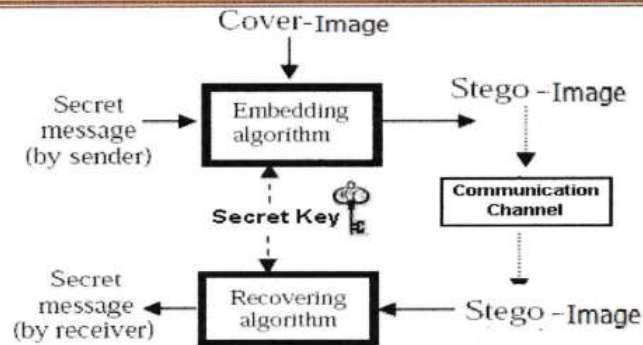 Cover-Image
Secret
message
(by sender)
Embedding
algorithm
Stego - Image
Communication
Channel
Secret Key
Secret
message
(by receiver)
Recovering
algorithm
Stego - Image